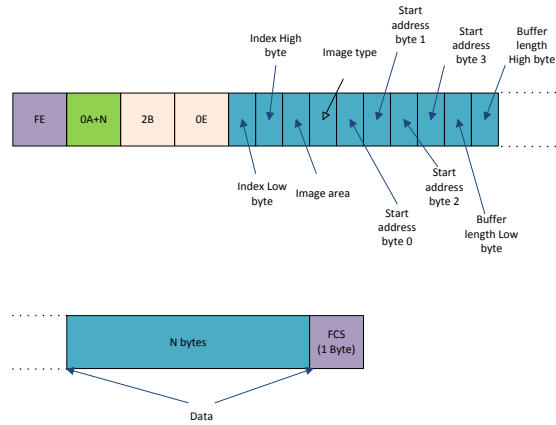 Index High
byte
Image type
Start
address
byte 1
Start
address
byte 3
Buffer
length
High byte
FE
0A+N
2B
0E
Index Low
byte
Image area
Start
address
byte 0
Start
address
byte 2
Buffer
length Low
byte
N bytes
FCS
(1 Byte)
Data